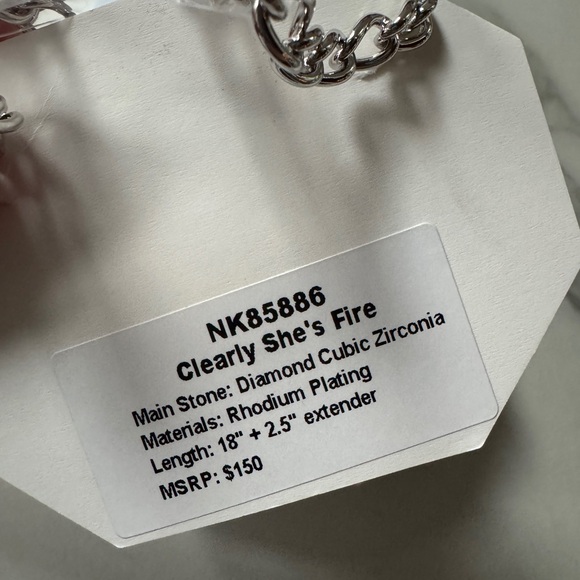 NK85886
Clearly She's Fire
Main Stone: Diamond Cubic Zirconia
Materials: Rhodium Plating
Length: 18" + 2.5" extender
MSRP: $150